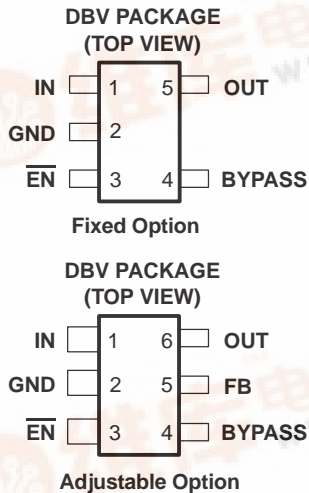 DBV PACKAGE
(TOP VIEW)
IN 1 5 OUT
GND 2
EN 3 4 BYPASS
Fixed Option
DBV PACKAGE
(TOP VIEW)
IN 1 6 OUT
GND 2 5 FB
EN 3 4 BYPASS
Adjustable Option